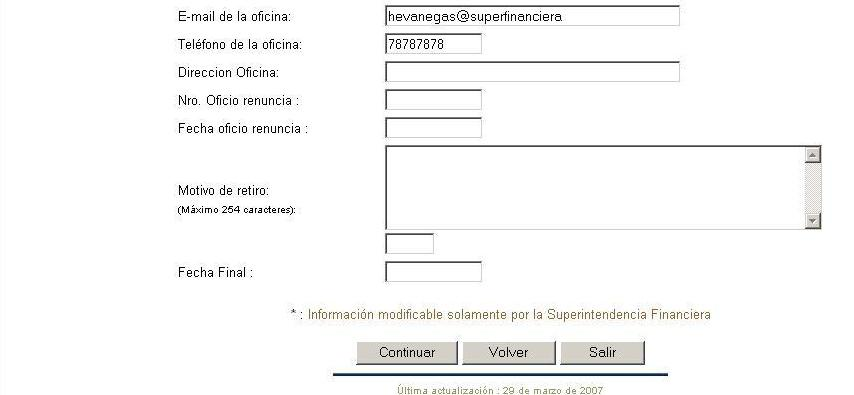 E-mail de la oficina: hevanegas@superfinanciera
Teléfono de la oficina: 78787878
Direccion Oficina:
Nro. Oficio renuncia :
Fecha oficio renuncia :
Motivo de retiro:
(Máximo 254 caracteres):
Fecha Final :
* : Información modificable solamente por la Superintendencia Financiera
Continuar Volver Salir
Última actualización : 29 de marzo de 2007